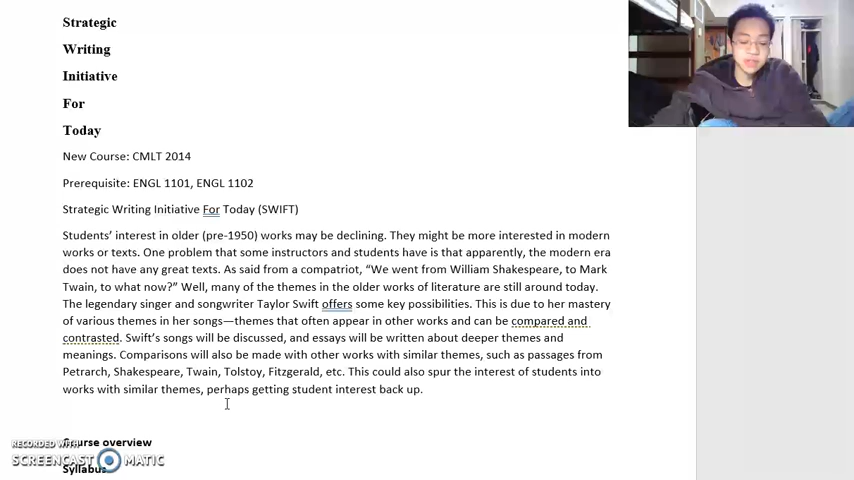 Strategic
Writing
Initiative
For
Today
New Course: CMLT 2014
Prerequisite: ENGL 1101, ENGL 1102
Strategic Writing Initiative For Today (SWIFT)
Students' interest in older (pre-1950) works may be declining. They might be more interested in modern
works or texts. One problem that some instructors and students have is that apparently, the modern era
does not have any great texts. As said from a compatriot, “We went from William Shakespeare, to Mark
Twain, to what now?” Well, many of the themes in the older works of literature are still around today.
The legendary singer and songwriter Taylor Swift offers some key possibilities. This is due to her mastery
of various themes in her songs—themes that often appear in other works and can be compared and
contrasted. Swift's songs will be discussed, and essays will be written about deeper themes and
meanings. Comparisons will also be made with other works with similar themes, such as passages from
Petrarch, Shakespeare, Twain, Tolstoy, Fitzgerald, etc. This could also spur the interest of students into
works with similar themes, perhaps getting student interest back up.
Course overview
RECORDED WITH
SCREENCAST MATIC
Syllabus